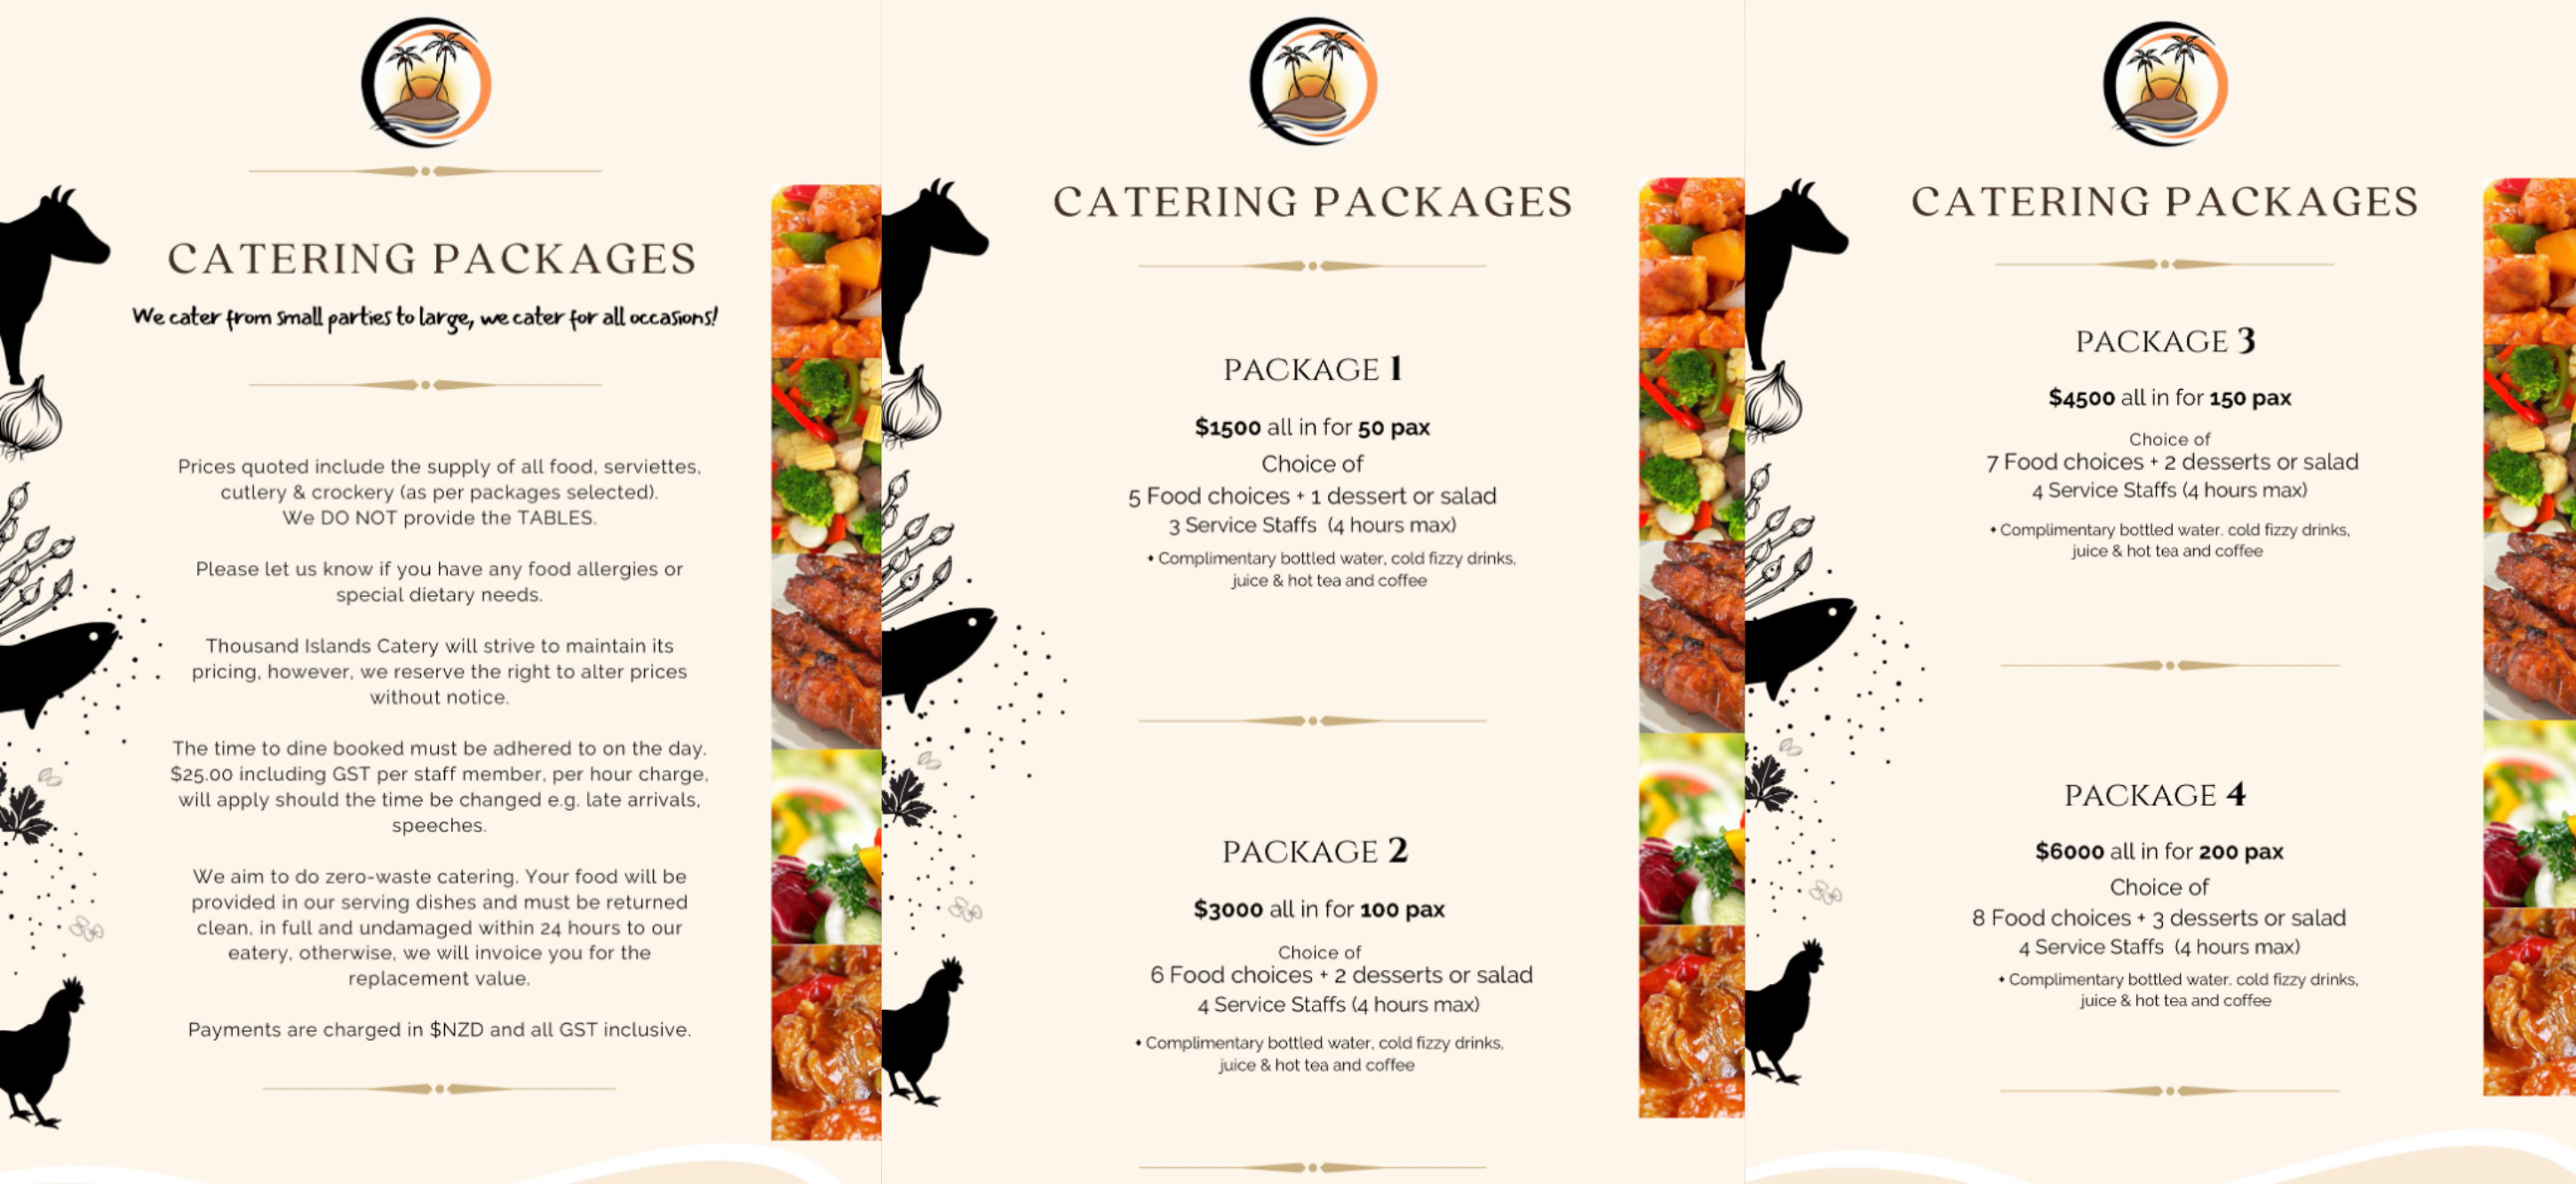 CATERING PACKAGES
We cater from small parties to large, we cater for all occasions!
Prices quoted include the supply of all food, serviettes,
cutlery & crockery (as per packages selected).
We DO NOT provide the TABLES.
Please let us know if you have any food allergies or
special dietary needs.
Thousand Islands Catery will strive to maintain its
pricing, however, we reserve the right to alter prices
without notice.
The time to dine booked must be adhered to on the day.
$25.00 including GST per staff member, per hour charge,
will apply should the time be changed e.g. late arrivals,
speeches.
We aim to do zero-waste catering. Your food will be
provided in our serving dishes and must be returned
clean, in full and undamaged within 24 hours to our
eatery, otherwise, we will invoice you for the
replacement value.
Payments are charged in $NZD and all GST inclusive.
CATERING PACKAGES
PACKAGE 1
$1500 all in for 50 pax
Choice of
5 Food choices + 1 dessert or salad
3 Service Staffs (4 hours max)
+ Complimentary bottled water, cold fizzy drinks,
juice & hot tea and coffee
PACKAGE 2
$3000 all in for 100 pax
Choice of
6 Food choices + 2 desserts or salad
4 Service Staffs (4 hours max)
+ Complimentary bottled water, cold fizzy drinks,
juice & hot tea and coffee
CATERING PACKAGES
PACKAGE 3
$4500 all in for 150 pax
Choice of
7 Food choices + 2 desserts or salad
4 Service Staffs (4 hours max)
+ Complimentary bottled water. cold fizzy drinks,
juice & hot tea and coffee
PACKAGE 4
$6000 all in for 200 pax
Choice of
8 Food choices + 3 desserts or salad
4 Service Staffs (4 hours max)
+ Complimentary bottled water. cold fizzy drinks,
juice & hot tea and coffee